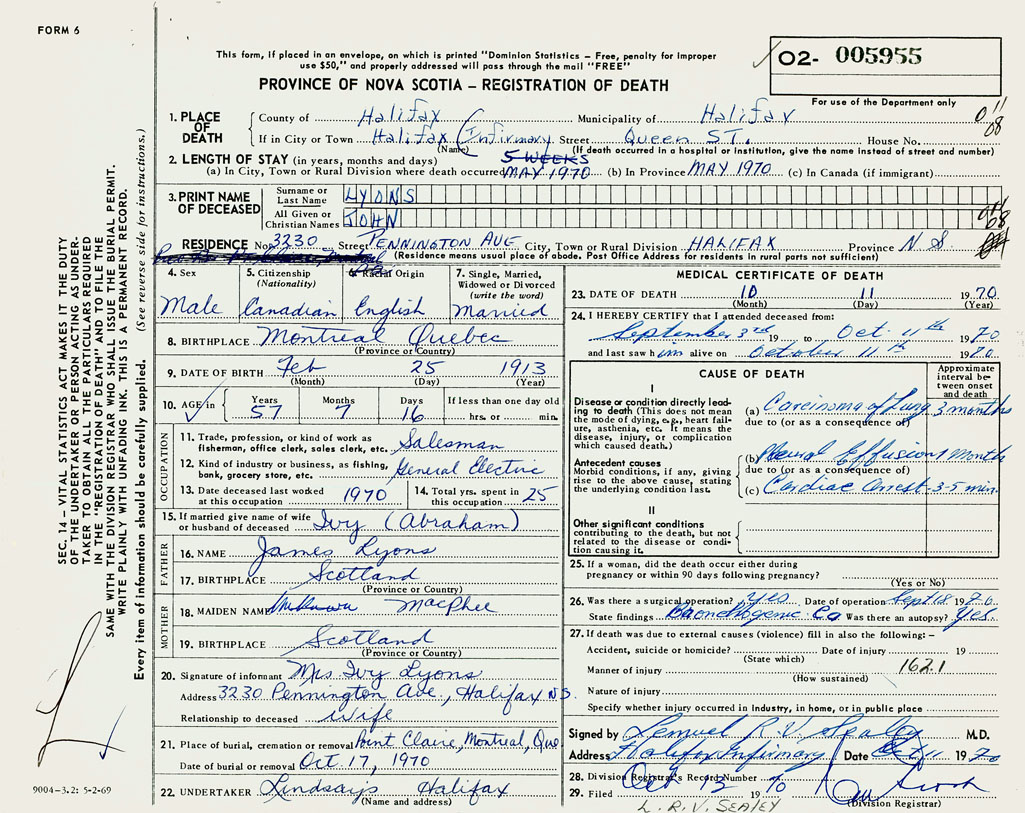 FORM 6
This form, if placed in an envelope, on which is printed "Dominion Statistics – Free, penalty for improper
use $50," and properly addressed will pass through the mail "FREE"
PROVINCE OF NOVA SCOTIA – REGISTRATION OF DEATH
02- 005955
For use of the Department only
011
08
1. PLACE OF DEATH
County of Halifax Municipality of Halifax
If in City or Town Halifax (Infirmary Street Queen ST. House No.
(Name) (If death occurred in a hospital or institution, give the name instead of street and number)
2. LENGTH OF STAY (in years, months and days) 5 WEEKS
(a) In City, Town or Rural Division where death occurred MAY 1970 (b) In Province MAY 1970 (c) In Canada (if immigrant)
3. PRINT NAME OF DECEASED
Surname or Last Name LYONS
All Given or Christian Names JOHN
011
08
RESIDENCE No. 3230 Street PENNINGTON AVE City, Town or Rural Division HALIFAX Province N S.
(Residence means usual place of abode. Post Office Address for residents in rural parts not sufficient)
4. Sex
Male
5. Citizenship
(Nationality)
Canadian
6. Racial Origin
English
7. Single, Married,
Widowed or Divorced
(write the word)
Married
8. BIRTHPLACE Montreal Quebec
(Province or Country)
9. DATE OF BIRTH Feb 25 1913
(Month) (Day) (Year)
10. AGE in Years 57 Months 7 Days 16 If less than one day old
hrs. or min.
OCCUPATION
11. Trade, profession, or kind of work as
fisherman, office clerk, sales clerk, etc. Salesman
12. Kind of industry or business, as fishing,
bank, grocery store, etc. General Electric
13. Date deceased last worked
at this occupation 1970
14. Total yrs. spent in
this occupation 25
15. If married give name of wife
or husband of deceased Ivy (Abraham)
FATHER
16. NAME James Lyons
17. BIRTHPLACE Scotland
(Province or Country)
MOTHER
18. MAIDEN NAME Unknown MacPhee
19. BIRTHPLACE Scotland
(Province or Country)
20. Signature of informant Mrs. Ivy Lyons
Address 3230 Pennington Ave., Halifax N S.
Relationship to deceased Wife
21. Place of burial, cremation or removal Point Claire, Montreal, Que
Date of burial or removal Oct. 17, 1970
22. UNDERTAKER Lindsays Halifax
(Name and address)
MEDICAL CERTIFICATE OF DEATH
23. DATE OF DEATH 10 11 1970
(Month) (Day) (Year)
24. I HEREBY CERTIFY that I attended deceased from:
September 3rd 19 to Oct. 11th 1970
and last saw him alive on October 11th 1970
CAUSE OF DEATH
Approximate interval between onset and death
I
Disease or condition directly leading to death (This does not mean the mode of dying, e.g., heart failure, asthenia, etc. It means the disease, injury, or complication which caused death.)
(a) Carcinoma of Lung 3 months
due to (or as a consequence of)
Antecedent causes
Morbid conditions, if any, giving rise to the above cause, stating the underlying condition last.
(b) Pleural Effusion 1 Month
due to (or as a consequence of)
(c) Cardiac Arrest 3-5 min.
II
Other significant conditions
contributing to the death, but not related to the disease or condition causing it.
25. If a woman, did the death occur either during
pregnancy or within 90 days following pregnancy?
(Yes or No)
26. Was there a surgical operation? yes Date of operation Sept 18 1970
State findings Bronchogenic Ca Was there an autopsy? yes.
27. If death was due to external causes (violence) fill in also the following: –
Accident, suicide or homicide? Date of injury 19
(State which)
Manner of injury 162.1
(How sustained)
Nature of injury
Specify whether injury occurred in industry, in home, or in public place
Signed by Lemuel R. V. Sealey M.D.
Address Halifax Infirmary Date Oct 11 1970
28. Division Registrar's Record Number
29. Filed Oct 13 1970
(Division Registrar)
L. R. V. SEALEY
SEC. 14 – VITAL STATISTICS ACT MAKES IT THE DUTY
OF THE UNDERTAKER OR PERSON ACTING AS UNDER-
TAKER TO OBTAIN ALL THE PARTICULARS REQUIRED
IN THE "REGISTRATION OF DEATH" AND TO FILE THE
SAME WITH THE DIVISION REGISTRAR WHO SHALL ISSUE THE BURIAL PERMIT.
WRITE PLAINLY WITH UNFADING INK. THIS IS A PERMANENT RECORD.
Every item of information should be carefully supplied. (See reverse side for instructions.)
9004-3.2: 5-2-69